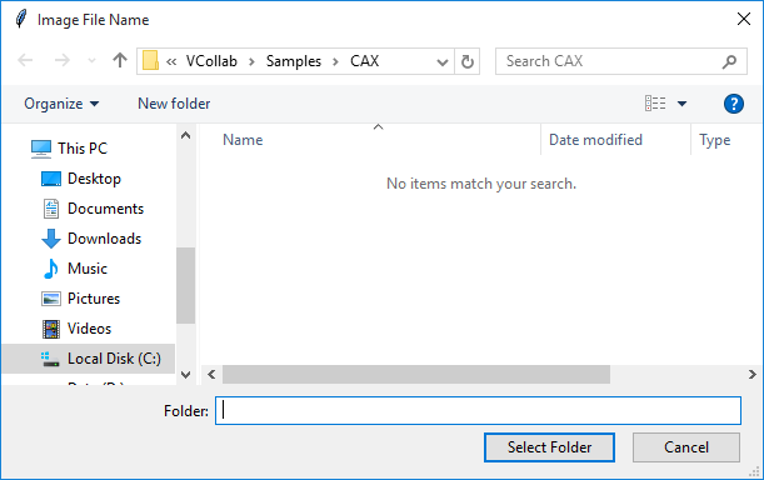 Image File Name
« VCollab > Samples > CAX
Search CAX
Organize
New folder
?
Name
Date modified
Type
This PC
Desktop
Documents
Downloads
Music
Pictures
Videos
Local Disk (C:)
No items match your search.
Folder:
Select Folder
Cancel